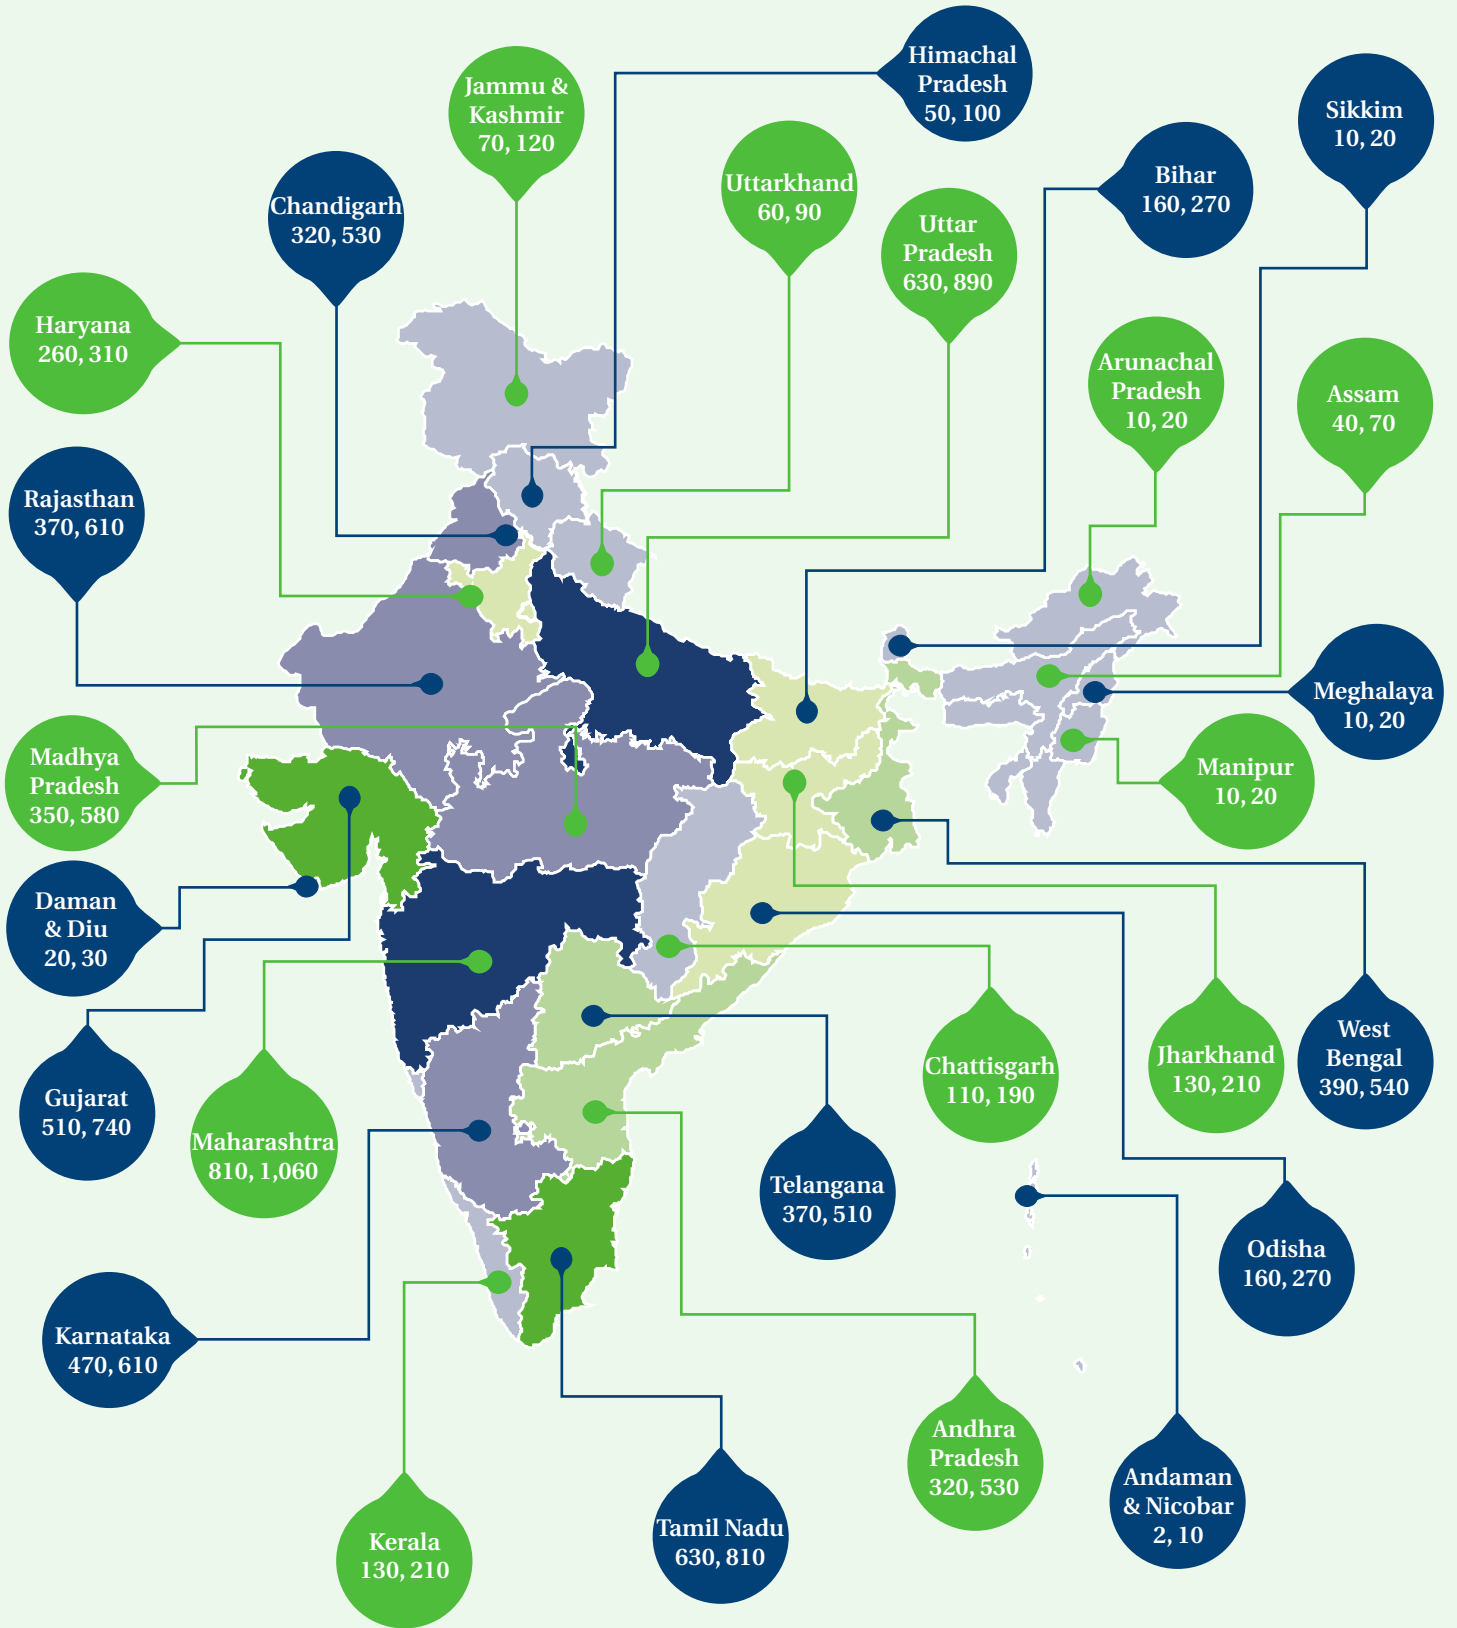 Himachal
Pradesh
50, 100
Jammu &
Kashmir
70, 120
Sikkim
10, 20
Uttarkhand
60, 90
Bihar
160, 270
Chandigarh
320, 530
Uttar
Pradesh
630, 890
Haryana
260, 310
Arunachal
Pradesh
10, 20
Assam
40, 70
Rajasthan
370, 610
Meghalaya
10, 20
Madhya
Pradesh
350, 580
Manipur
10, 20
Daman
& Diu
20, 30
Gujarat
510, 740
Maharashtra
810, 1,060
Chattisgarh
110, 190
Jharkhand
130, 210
West
Bengal
390, 540
Telangana
370, 510
Odisha
160, 270
Karnataka
470, 610
Andhra
Pradesh
320, 530
Andaman
& Nicobar
2, 10
Kerala
130, 210
Tamil Nadu
630, 810